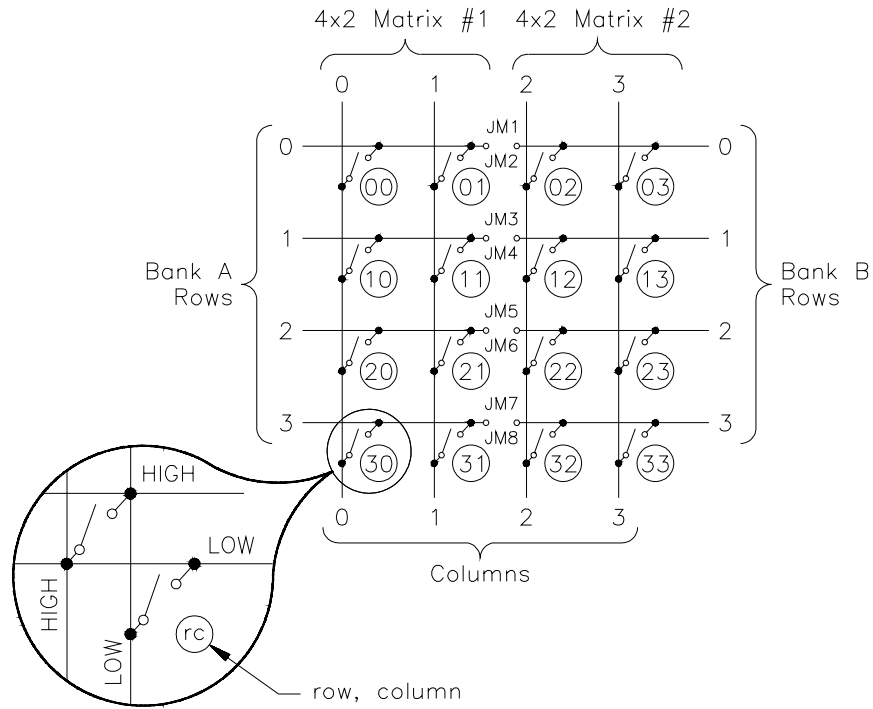 4x2 Matrix #1 4x2 Matrix #2
0 1 2 3
JM1
0 0
JM2
00 01 02 03
JM3
1 1
JM4
Bank A
Rows
10 11 12 13
Bank B
Rows
JM5
2 2
JM6
20 21 22 23
JM7
3 3
JM8
30 31 32 33
0 1 2 3
Columns
HIGH
LOW
HIGH
LOW
rc
row, column